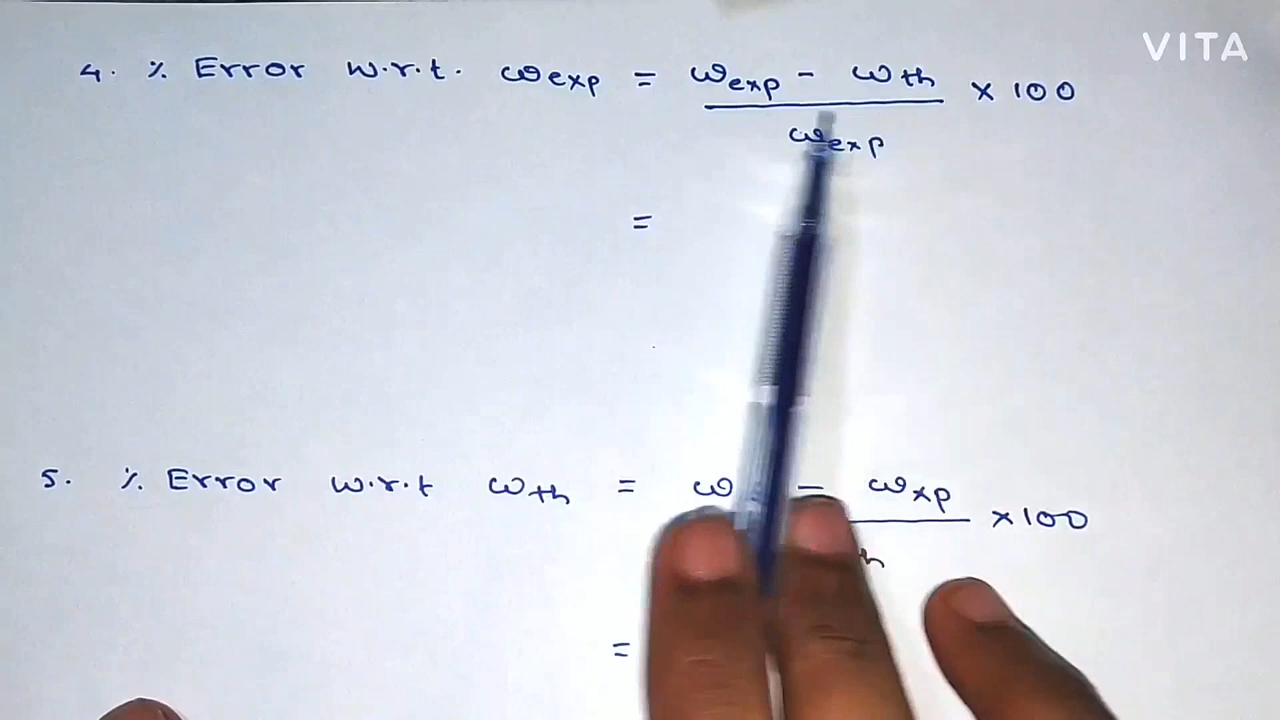 VITA
4. % Error w.r.t. ωexp = ωexp - ωth × 100
ωexp
=
5. % Error w.r.t ωth = ω - ωxp × 100
h
=